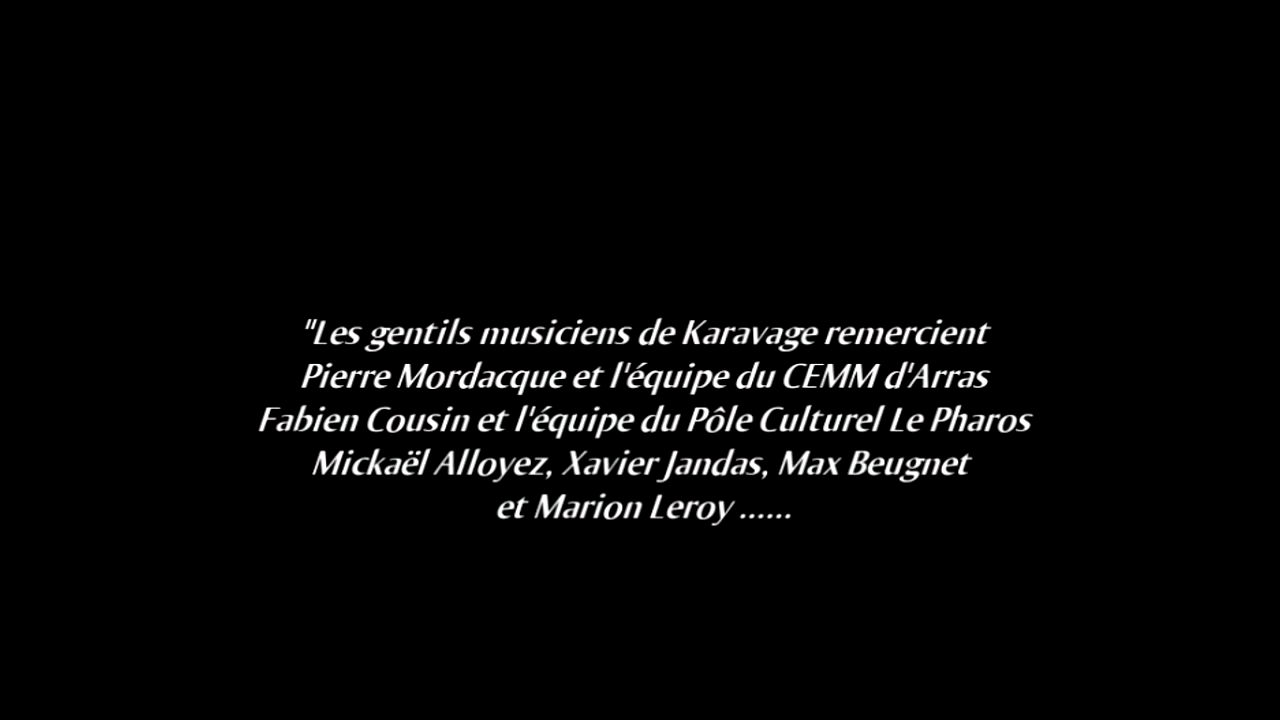 "Les gentils musiciens de Karavage remercient
Pierre Mordacque et l'équipe du CEMM d'Arras
Fabien Cousin et l'équipe du Pôle Culturel Le Pharos
Mickaël Alloyez, Xavier Jandas, Max Beugnet
et Marion Leroy ......